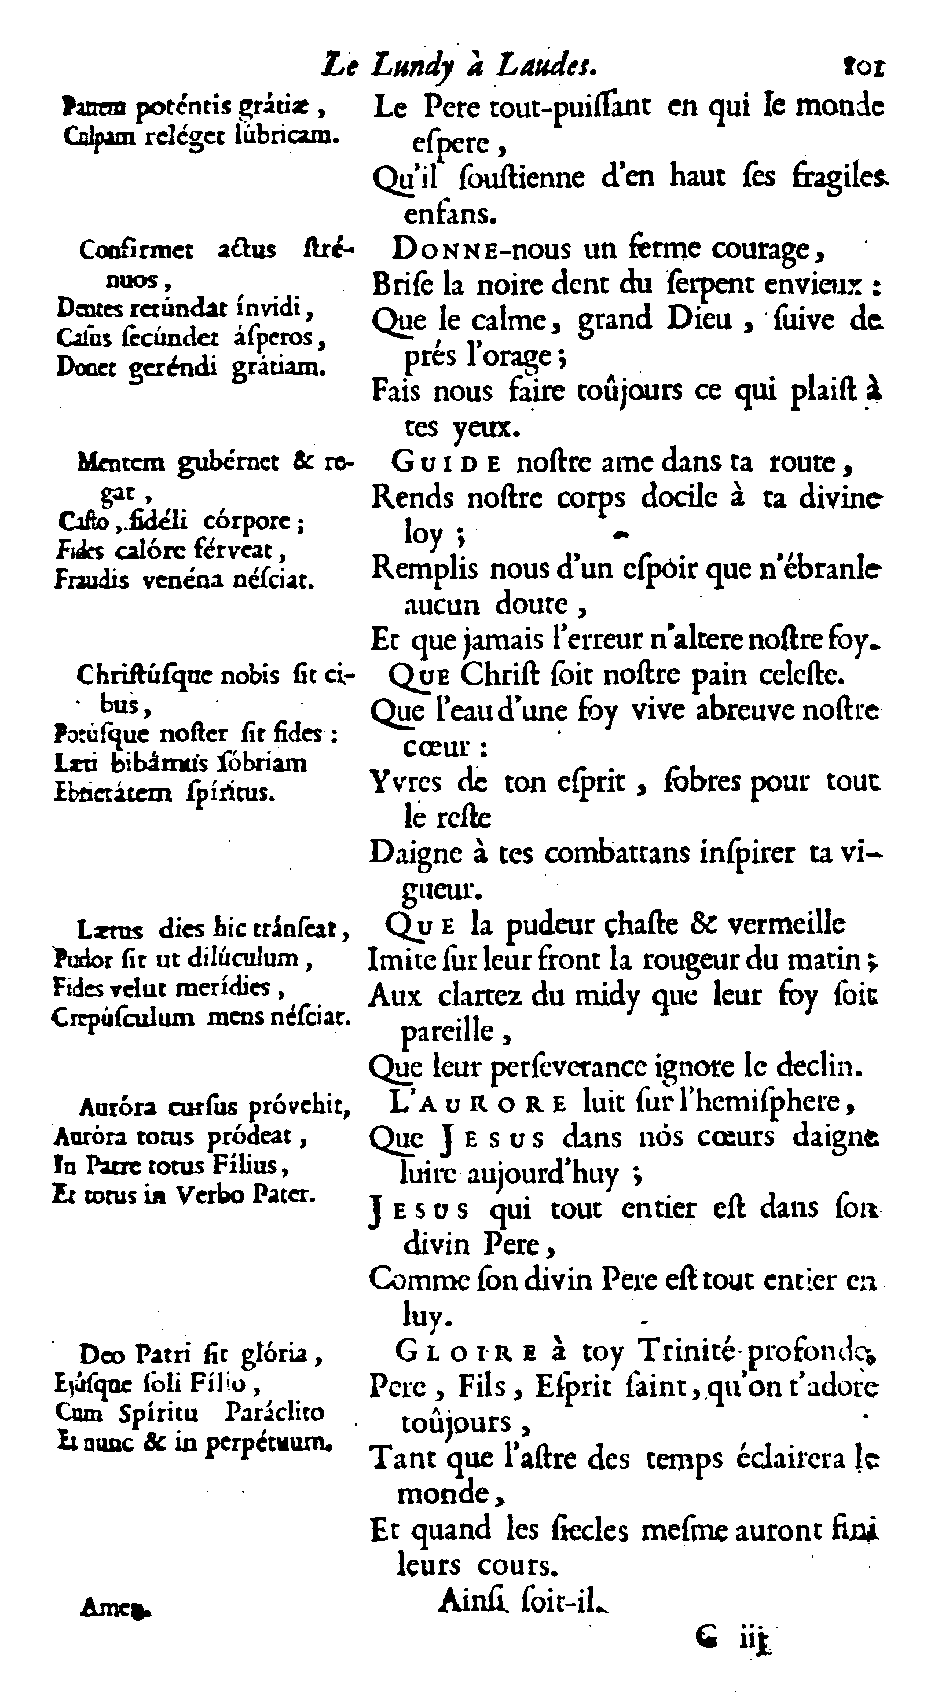 Le Lundy à Laudes. 101
Patrem poténtis grátiæ,
Culpam reléget lúbricam.
Confirmet actus ſtré-
nuos,
Dentes retúndat ínvidi,
Caſus ſecúndet áſperos,
Donet geréndi grátiam.
Mentem gubérnet & re-
gat,
Caſto, fidéli córpore;
Fides calóre férveat,
Fraudis venéna néſciat.
Chriſtúſque nobis ſit ci-
bus,
Potúſque noſter ſit fides :
Læti bibámus ſóbriam
Ebrietátem ſpíritus.
Lætus dies hic tránſeat,
Pudor ſit ut dilúculum,
Fides velut merídies,
Crepúſculum mens néſciat.
Auróra curſus próvehit,
Auróra totus pródeat,
In Patre totus Fílius,
Et totus in Verbo Pater.
Deo Patri ſit glória,
Ejúſque ſoli Fílio,
Cum Spíritu Paráclito
Et nunc & in perpétuum.
Amen.
Le Pere tout-puiſſant en qui le monde
eſpere,
Qu'il ſouſtienne d'en haut ſes fragiles
enfans.
DONNE-nous un ferme courage,
Briſe la noire dent du ſerpent envieux :
Que le calme, grand Dieu, ſuive de
prés l'orage;
Fais nous faire toûjours ce qui plaiſt à
tes yeux.
GUIDE noſtre ame dans ta route,
Rends noſtre corps docile à ta divine
loy ;
Remplis nous d'un eſpoir que n'ébranle
aucun doute,
Et que jamais l'erreur n'altere noſtre foy.
QUE Chriſt ſoit noſtre pain celeſte.
Que l'eau d'une foy vive abreuve noſtre
cœur :
Yvres de ton eſprit, ſobres pour tout
le reſte
Daigne à tes combattans inſpirer ta vi-
gueur.
QUE la pudeur chaſte & vermeille
Imite ſur leur front la rougeur du matin ;
Aux clartez du midy que leur foy ſoit
pareille,
Que leur perſeverance ignore le declin.
L'AURORE luit ſur l'hemiſphere,
Que JESUS dans nos cœurs daigne
luire aujourd'huy ;
JESUS qui tout entier eſt dans ſon
divin Pere,
Comme ſon divin Pere eſt tout entier en
luy.
GLOIRE à toy Trinité profonde,
Pere, Fils, Eſprit ſaint, qu'on t'adore
toûjours,
Tant que l'aſtre des temps éclairera le
monde,
Et quand les ſiecles meſme auront fini
leurs cours.
Ainſi ſoit-il.
G iij